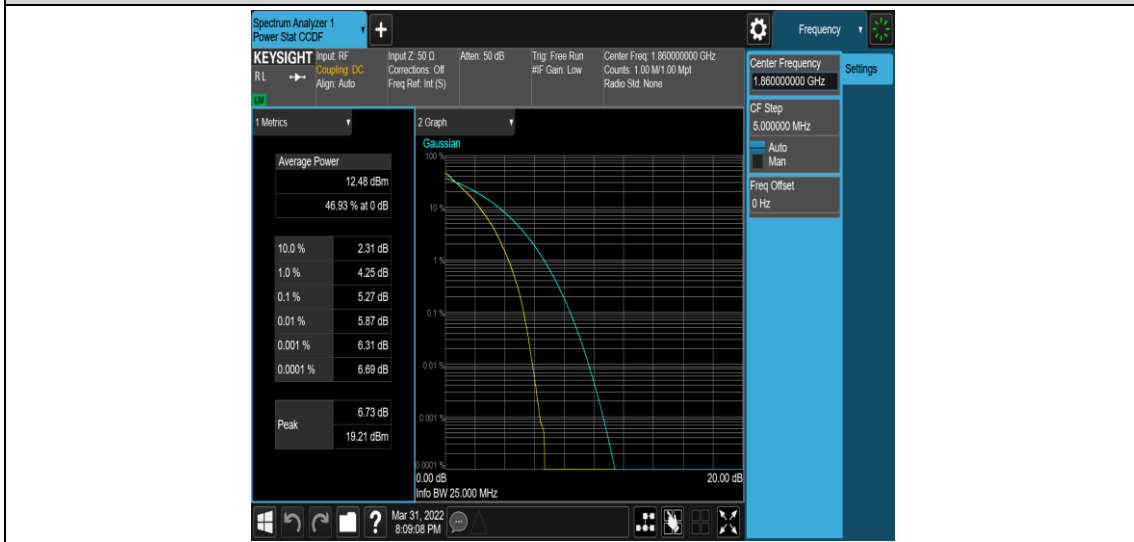 Spectrum Analyzer 1
Power Stat CCDF
+
Frequency
KEYSIGHT
RL
Input: RF
Coupling: DC
Align: Auto
Input Z: 50 Ω
Corrections: Off
Freq Ref: Int (S)
Atten: 50 dB
Trig: Free Run
#IF Gain: Low
Center Freq: 1.860000000 GHz
Counts: 1.00 M/1.00 Mpt
Radio Std: None
Center Frequency
1.860000000 GHz
Settings
CF Step
5.000000 MHz
Auto
Man
Freq Offset
0 Hz
1 Metrics
Average Power
12.48 dBm
46.93 % at 0 dB
10.0 % 2.31 dB
1.0 % 4.25 dB
0.1 % 5.27 dB
0.01 % 5.87 dB
0.001 % 6.31 dB
0.0001 % 6.69 dB
Peak
6.73 dB
19.21 dBm
2 Graph
Gaussian
100 %
10 %
1 %
0.1 %
0.01 %
0.001 %
0.0001 %
0.00 dB 20.00 dB
Info BW 25.000 MHz
?
Mar 31, 2022
8:09:08 PM